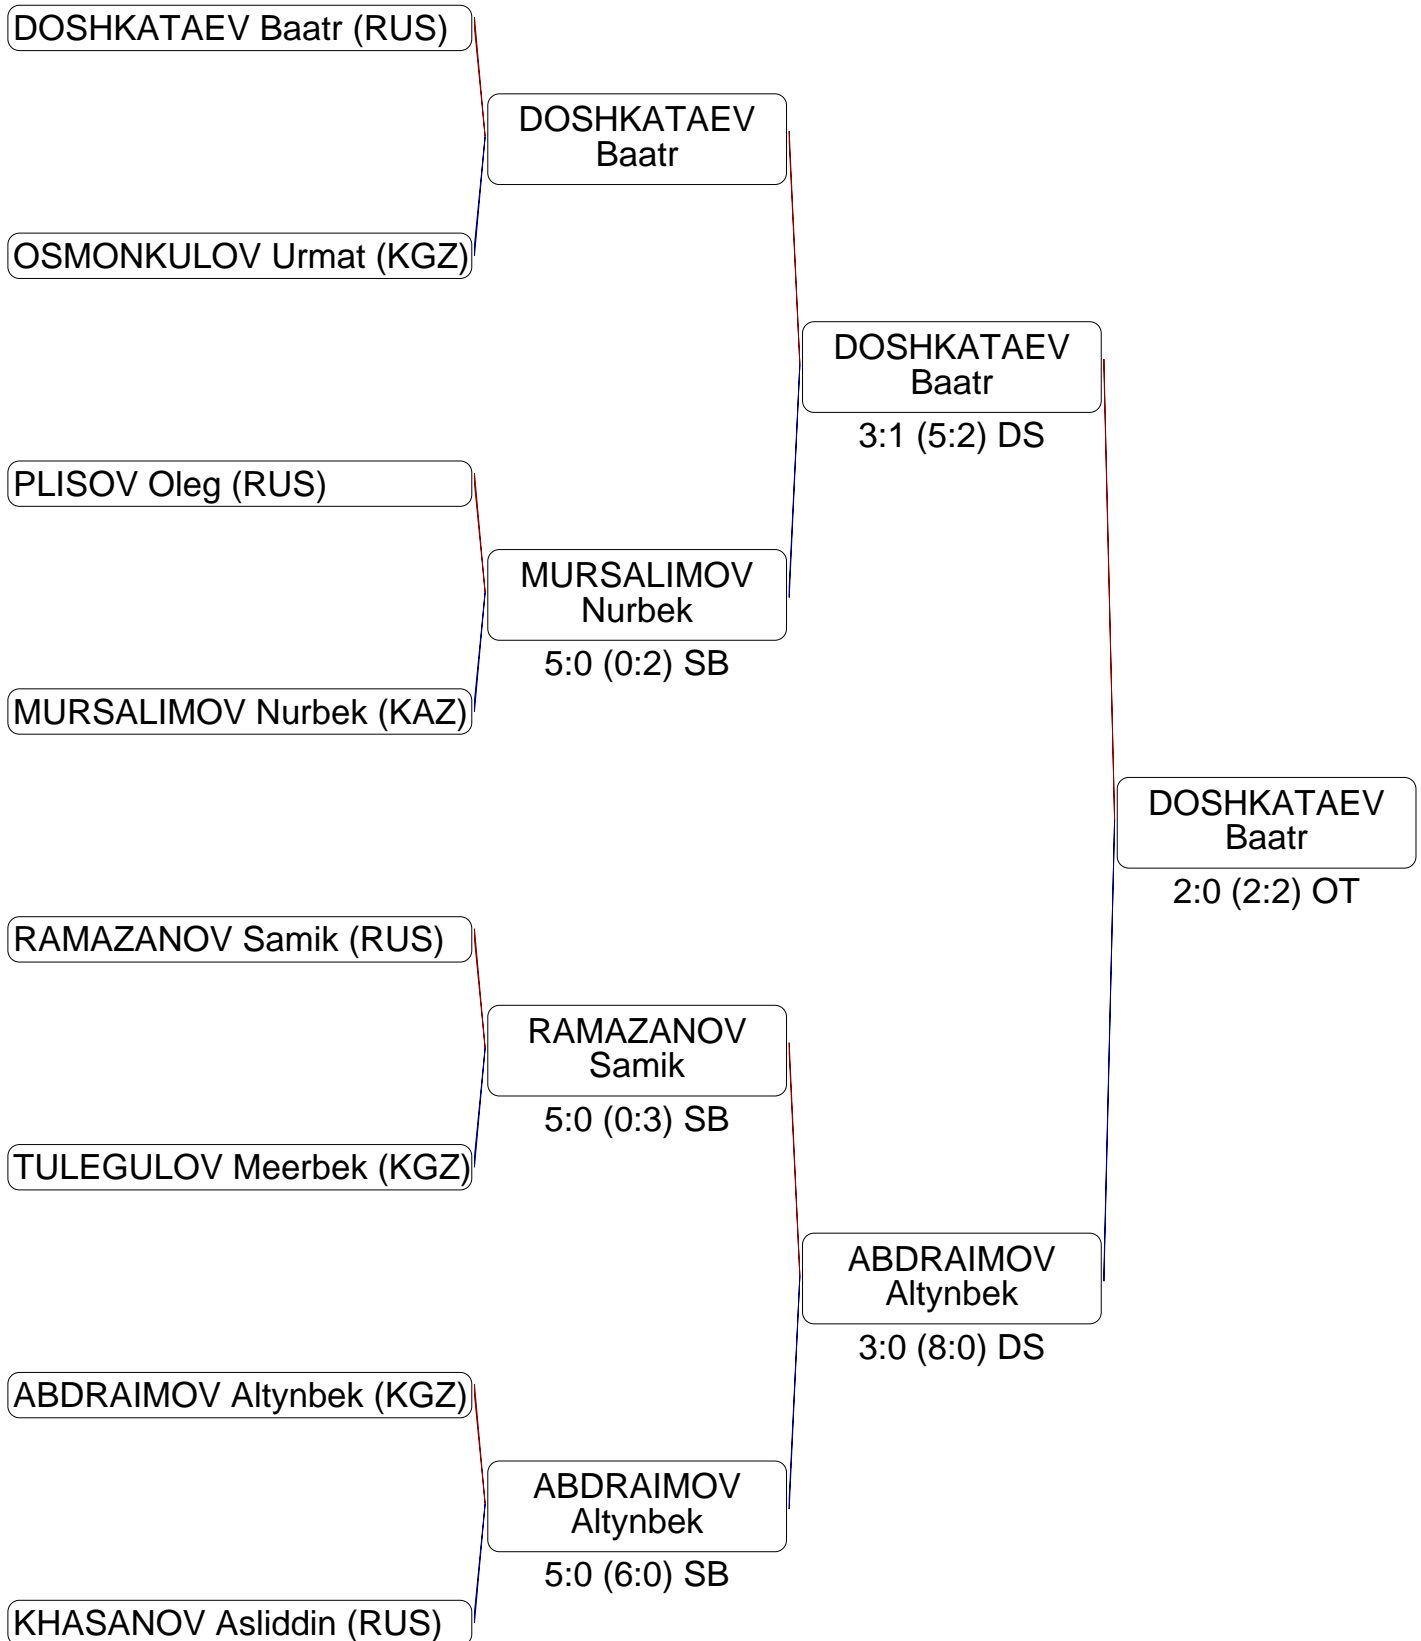 DOSHKATAEV Baatr (RUS)
DOSHKATAEV
Baatr
OSMONKULOV Urmat (KGZ)
DOSHKATAEV
Baatr
3:1 (5:2) DS
PLISOV Oleg (RUS)
MURSALIMOV
Nurbek
5:0 (0:2) SB
MURSALIMOV Nurbek (KAZ)
DOSHKATAEV
Baatr
2:0 (2:2) OT
RAMAZANOV Samik (RUS)
RAMAZANOV
Samik
5:0 (0:3) SB
TULEGULOV Meerbek (KGZ)
ABDRAIMOV
Altynbek
3:0 (8:0) DS
ABDRAIMOV Altynbek (KGZ)
ABDRAIMOV
Altynbek
5:0 (6:0) SB
KHASANOV Asliddin (RUS)